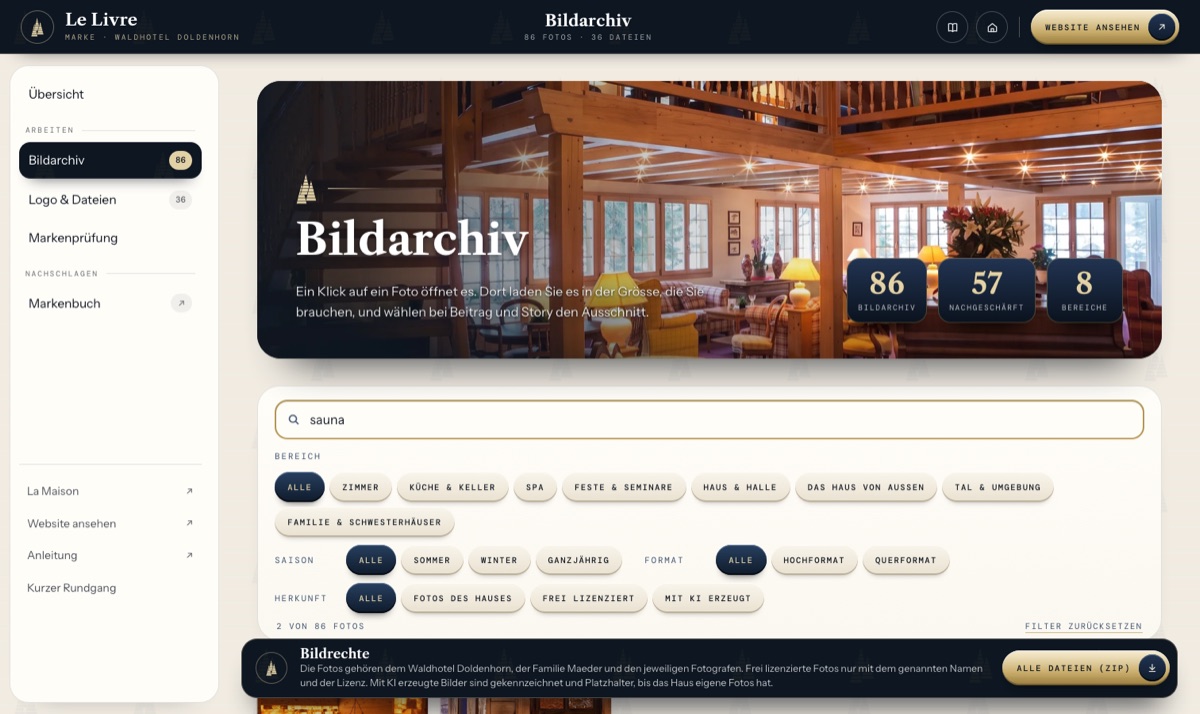 Le Livre
MARKE · WALDHOTEL DOLDENHORN
Bildarchiv
86 FOTOS · 36 DATEIEN
WEBSITE ANSEHEN
Übersicht
ARBEITEN
Bildarchiv 86
Logo & Dateien 36
Markenprüfung
NACHSCHLAGEN
Markenbuch
La Maison
Website ansehen
Anleitung
Kurzer Rundgang
Bildarchiv
Ein Klick auf ein Foto öffnet es. Dort laden Sie es in der Grösse, die Sie
brauchen, und wählen bei Beitrag und Story den Ausschnitt.
86
BILDARCHIV
57
NACHGESCHÄRFT
8
BEREICHE
sauna
BEREICH
ALLE ZIMMER KÜCHE & KELLER SPA FESTE & SEMINARE HAUS & HALLE DAS HAUS VON AUSSEN TAL & UMGEBUNG
FAMILIE & SCHWESTERHÄUSER
SAISON ALLE SOMMER WINTER GANZJÄHRIG FORMAT ALLE HOCHFORMAT QUERFORMAT
HERKUNFT ALLE FOTOS DES HAUSES FREI LIZENZIERT MIT KI ERZEUGT
2 VON 86 FOTOS FILTER ZURÜCKSETZEN
Bildrechte
Die Fotos gehören dem Waldhotel Doldenhorn, der Familie Maeder und den jeweiligen Fotografen. Frei lizenzierte Fotos nur mit dem genannten Namen
und der Lizenz. Mit KI erzeugte Bilder sind gekennzeichnet und Platzhalter, bis das Haus eigene Fotos hat.
ALLE DATEIEN (ZIP)